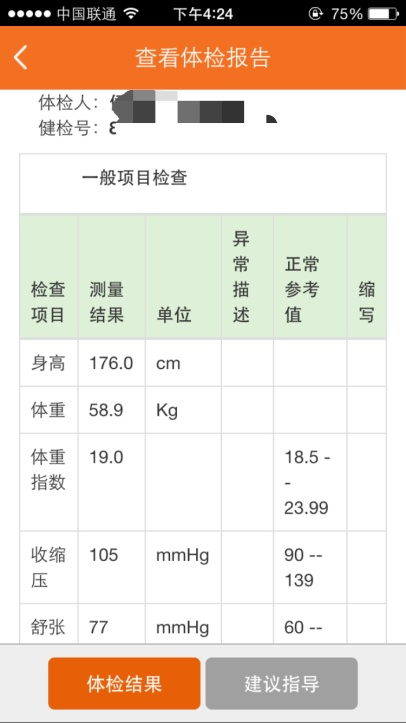 中国联通 下午4:24 75%
查看体检报告
体检人：
健检号：
一般项目检查
检查项目 测量结果 单位 异常描述 正常参考值 缩写
身高 176.0 cm
体重 58.9 Kg
体重指数 19.0 18.5 -- 23.99
收缩压 105 mmHg 90 -- 139
舒张 77 mmHg 60 --
体检结果 建议指导